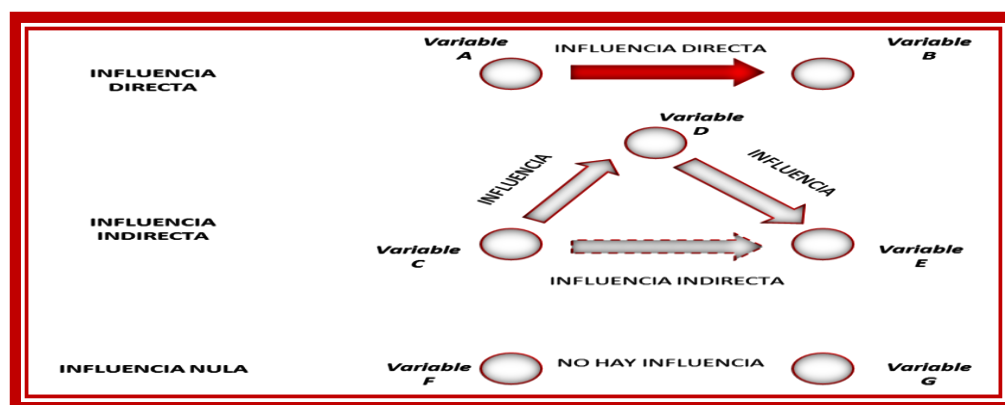 Variable
A
INFLUENCIA DIRECTA
Variable
B
INFLUENCIA
DIRECTA
Variable
D
INFLUENCIA
INFLUENCIA
INFLUENCIA
INDIRECTA
Variable
C
Variable
E
INFLUENCIA INDIRECTA
INFLUENCIA NULA
Variable
F
NO HAY INFLUENCIA
Variable
G